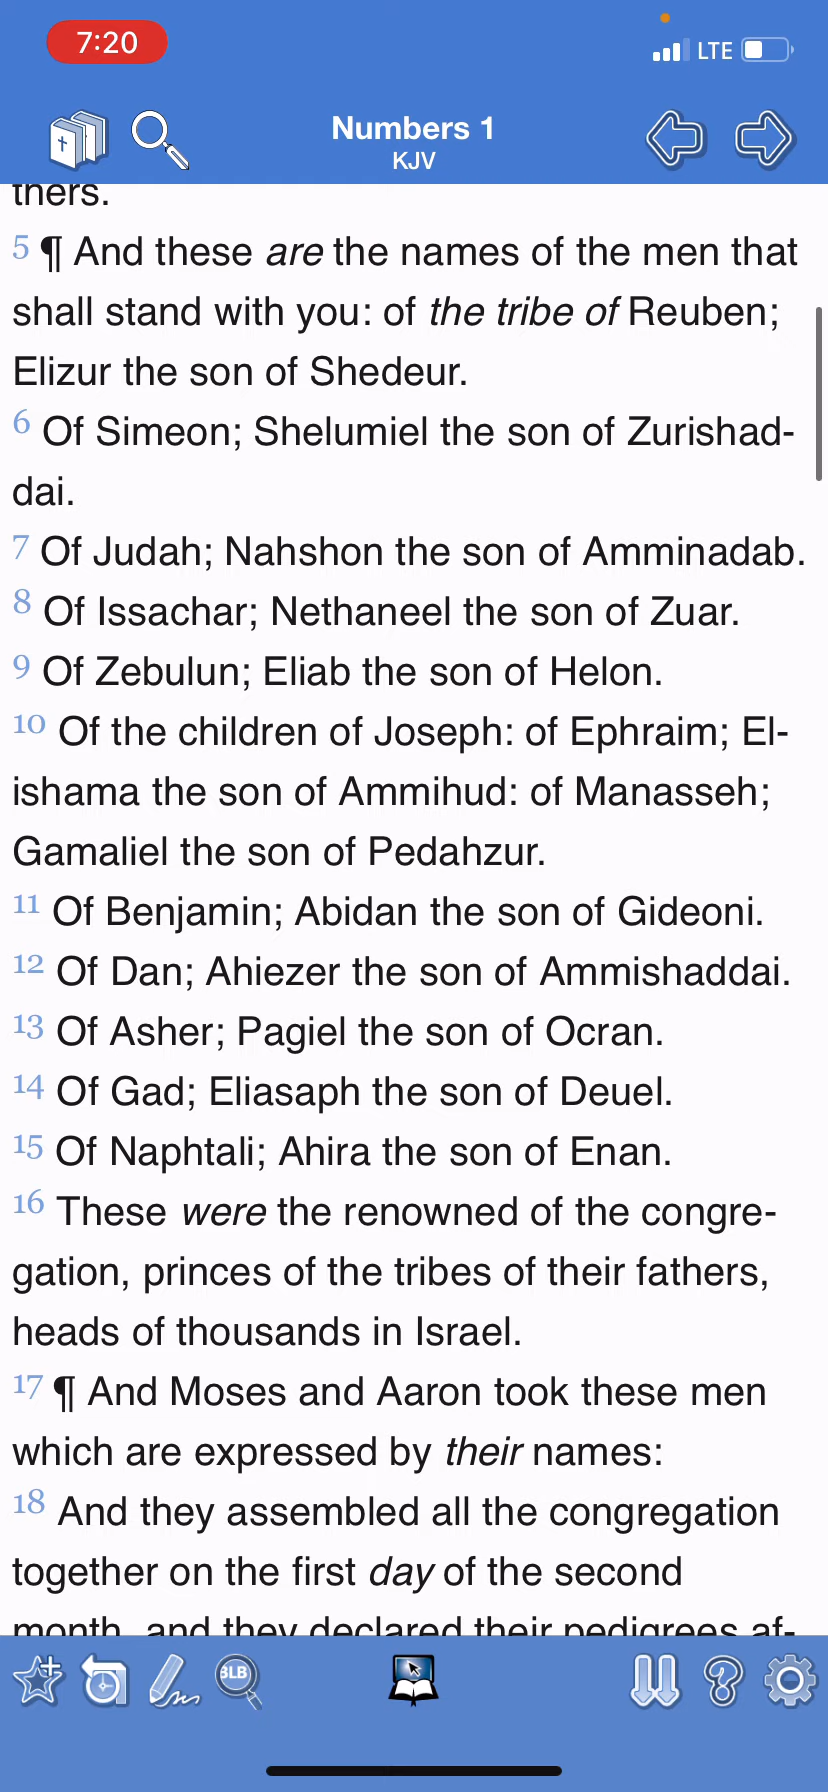 7:20
LTE
Numbers 1
KJV
thers.
5 ¶ And these are the names of the men that
shall stand with you: of the tribe of Reuben;
Elizur the son of Shedeur.
6 Of Simeon; Shelumiel the son of Zurishad-
dai.
7 Of Judah; Nahshon the son of Amminadab.
8 Of Issachar; Nethaneel the son of Zuar.
9 Of Zebulun; Eliab the son of Helon.
10 Of the children of Joseph: of Ephraim; El-
ishama the son of Ammihud: of Manasseh;
Gamaliel the son of Pedahzur.
11 Of Benjamin; Abidan the son of Gideoni.
12 Of Dan; Ahiezer the son of Ammishaddai.
13 Of Asher; Pagiel the son of Ocran.
14 Of Gad; Eliasaph the son of Deuel.
15 Of Naphtali; Ahira the son of Enan.
16 These were the renowned of the congre-
gation, princes of the tribes of their fathers,
heads of thousands in Israel.
17 ¶ And Moses and Aaron took these men
which are expressed by their names:
18 And they assembled all the congregation
together on the first day of the second
month, and they declared their pedigrees af-
BLB